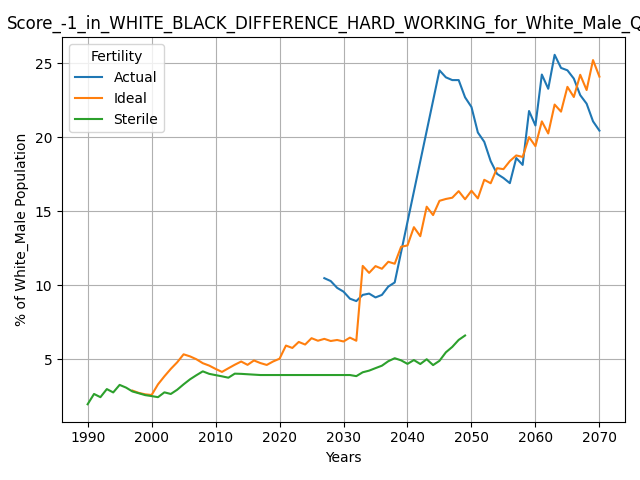 Score_-1_in_WHITE_BLACK_DIFFERENCE_HARD_WORKING_for_White_Male_Q
Fertility
Actual
Ideal
Sterile
25
20
15
10
5
% of White_Male Population
1990 2000 2010 2020 2030 2040 2050 2060 2070
Years